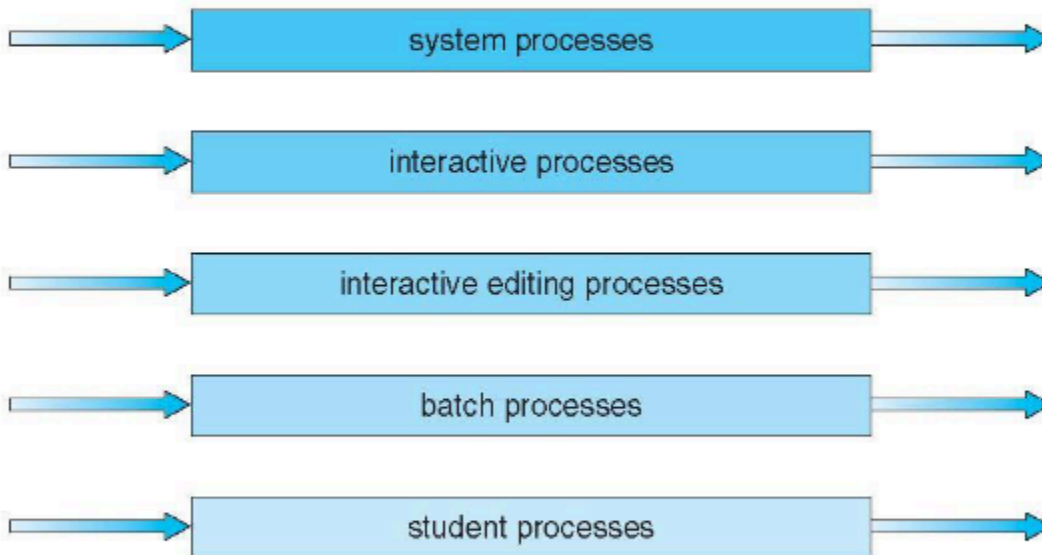 system processes
interactive processes
interactive editing processes
batch processes
student processes